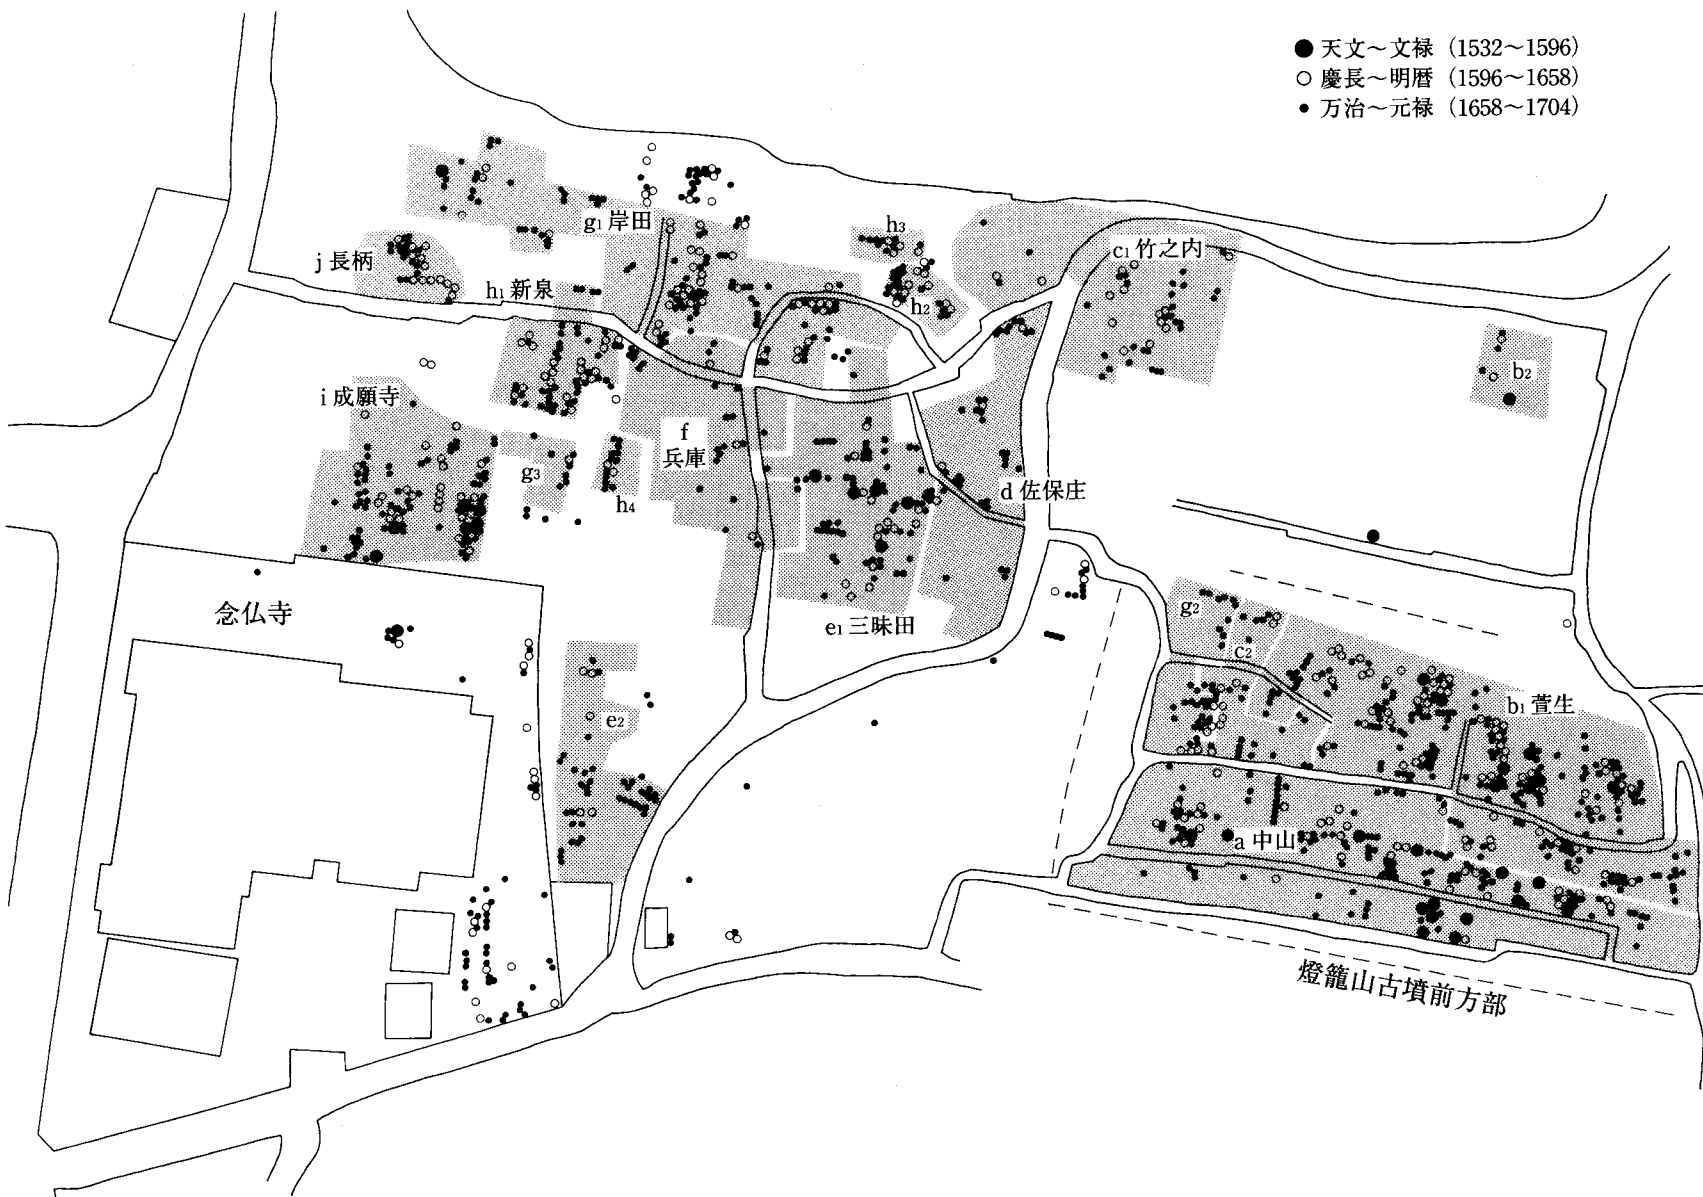 ● 天文～文禄 (1532～1596)
○ 慶長～明暦 (1596～1658)
• 万治～元禄 (1658～1704)
g1 岸田
h3
j 長柄
c1 竹之内
h1 新泉
h2
b2
i 成願寺
f
兵庫
g3
h4
d 佐保庄
念仏寺
e1 三昧田
g2
c2
b1 萱生
e2
a 中山
燈籠山古墳前方部